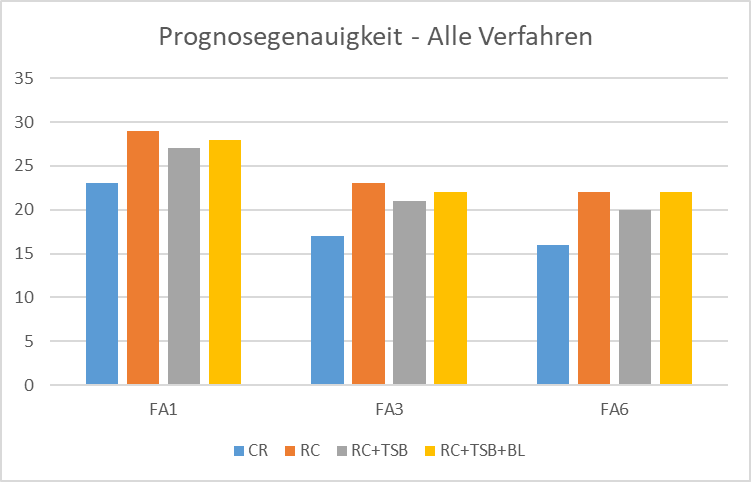 Prognosegenauigkeit - Alle Verfahren
35
30
25
20
15
10
5
0
FA1 FA3 FA6
CR RC RC+TSB RC+TSB+BL